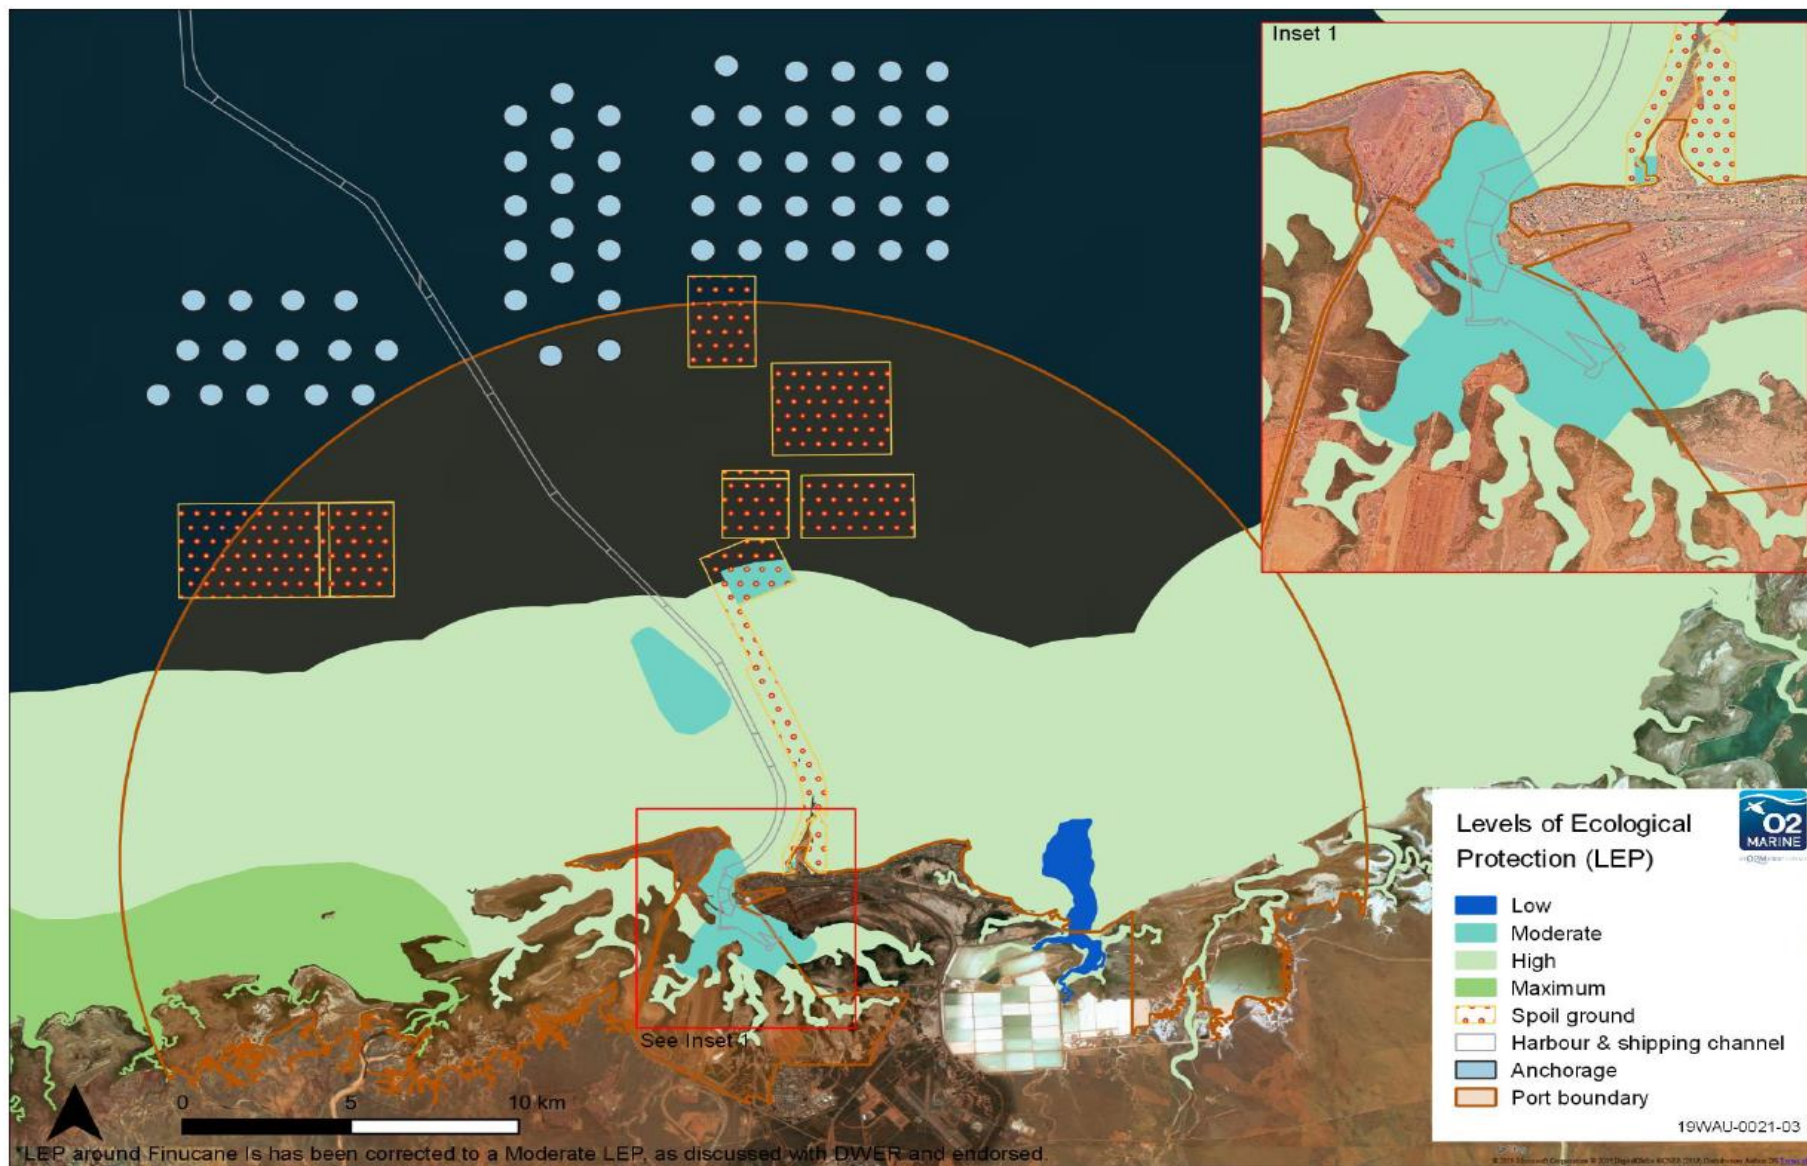 Inset 1
See Inset 1
Levels of Ecological
Protection (LEP)
O2
MARINE
Low
Moderate
High
Maximum
Spoil ground
Harbour & shipping channel
Anchorage
Port boundary
19WAU-0021-03
0 5 10 km
*LEP around Finucane Is has been corrected to a Moderate LEP, as discussed with DWER and endorsed.